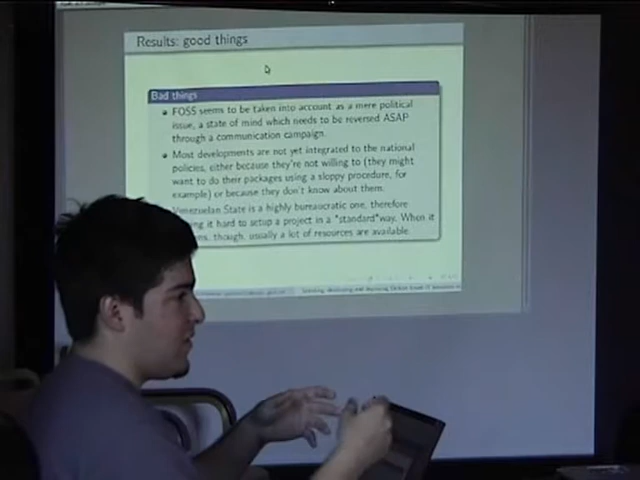 Results: good things
Bad things
FOSS seems to be taken into account as a mere political
issue, a state of mind which needs to be reversed ASAP
through a communication campaign.
Most developments are not yet integrated to the national
policies, either because they're not willing to (they might
want to do their packages using a sloppy procedure, for
example) or because they don't know about them.
Venezuelan State is a highly bureaucratic one, therefore
it hard to setup a project in a "standard" way. When it
though, usually a lot of resources are available.